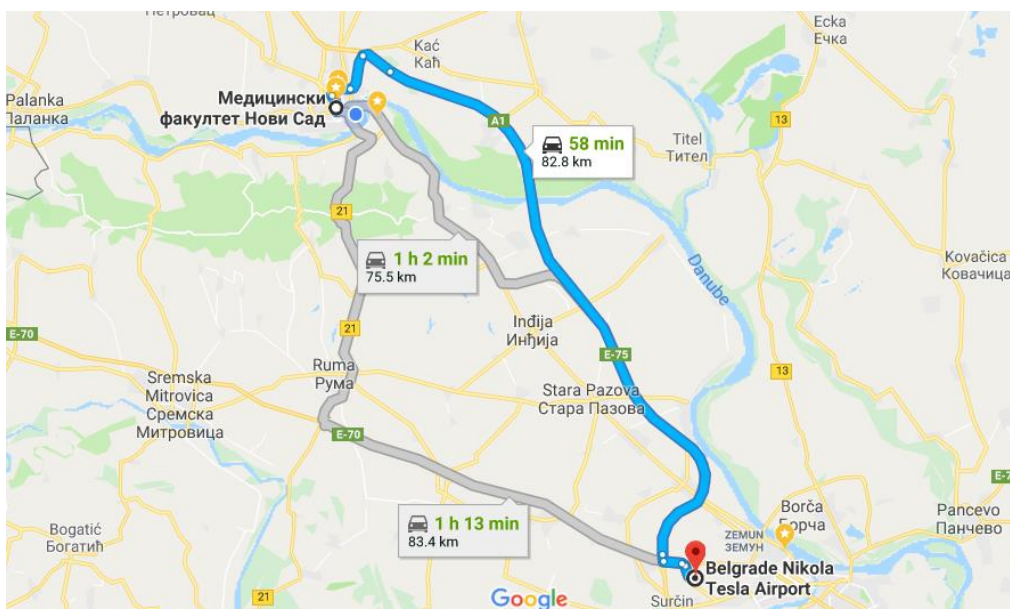 Петровац
Kać
Каћ
Ecka
Ечка
Palanka
Паланка
Медицински
факултет Нови Сад
A1
13
58 min
82.8 km
Titel
Тител
21
1 h 2 min
75.5 km
Kovačica
Ковачица
Danube
E-70
21
Inđija
Инђија
E-75
Ruma
Рума
13
Sremska
Mitrovica
Сремска
Митровица
Stara Pazova
Стара Пазова
E-70
1 h 13 min
83.4 km
Borča
Борча
Pancevo
Панчево
Bogatić
Богатић
ZEMUN
ЗЕМУН
Belgrade Nikola
Tesla Airport
Surčin
21
Google